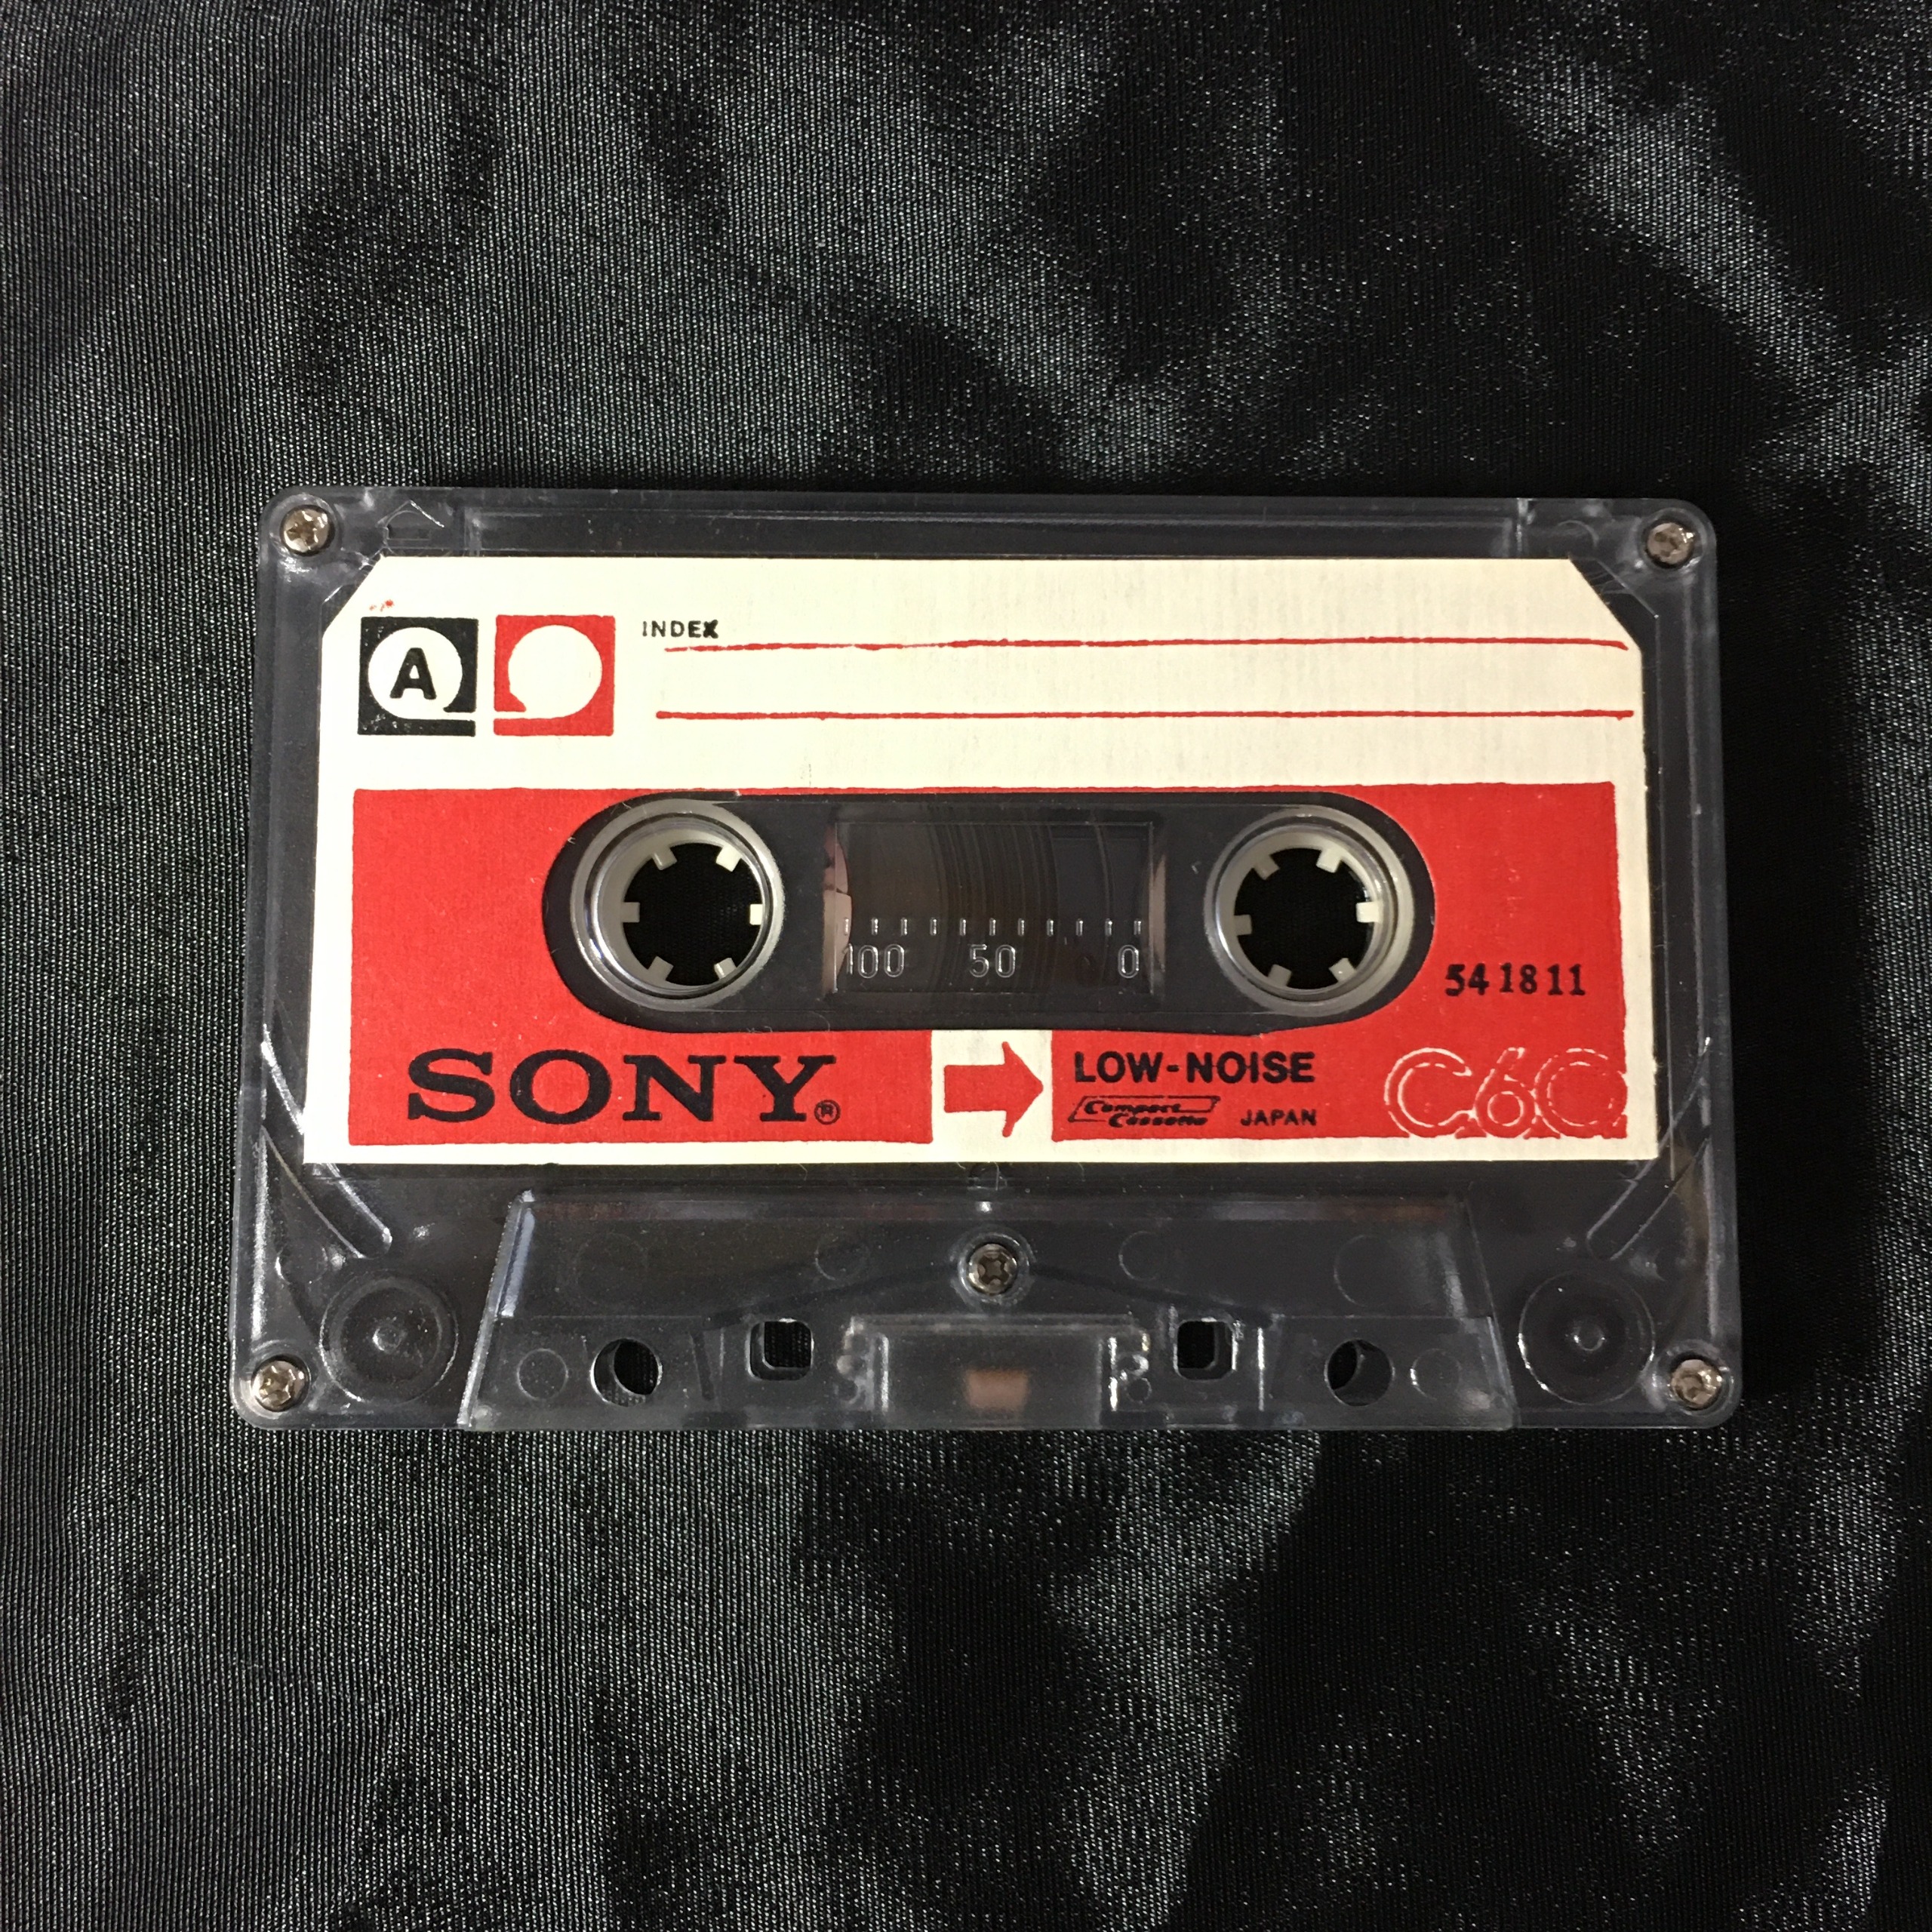 A
INDEX
100 50 0
541811
SONY®
LOW-NOISE
Compact
Cassette
JAPAN
C60